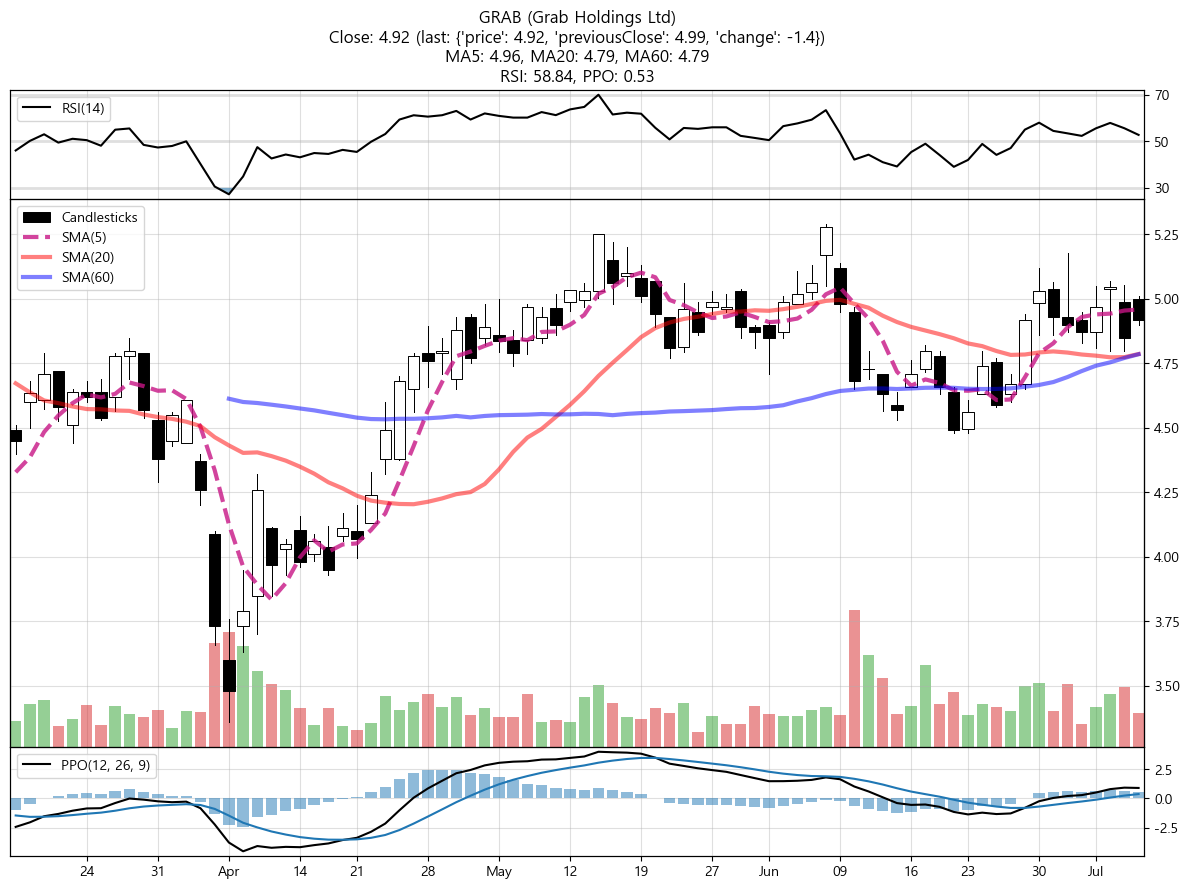 GRAB (Grab Holdings Ltd)
Close: 4.92 (last: {'price': 4.92, 'previousClose': 4.99, 'change': -1.4})
MA5: 4.96, MA20: 4.79, MA60: 4.79
RSI: 58.84, PPO: 0.53
RSI(14)
70
50
30
Candlesticks
SMA(5)
SMA(20)
SMA(60)
5.25
5.00
4.75
4.50
4.25
4.00
3.75
3.50
PPO(12, 26, 9)
2.5
0.0
-2.5
24 31 Apr 14 21 28 May 12 19 27 Jun 09 16 23 30 Jul